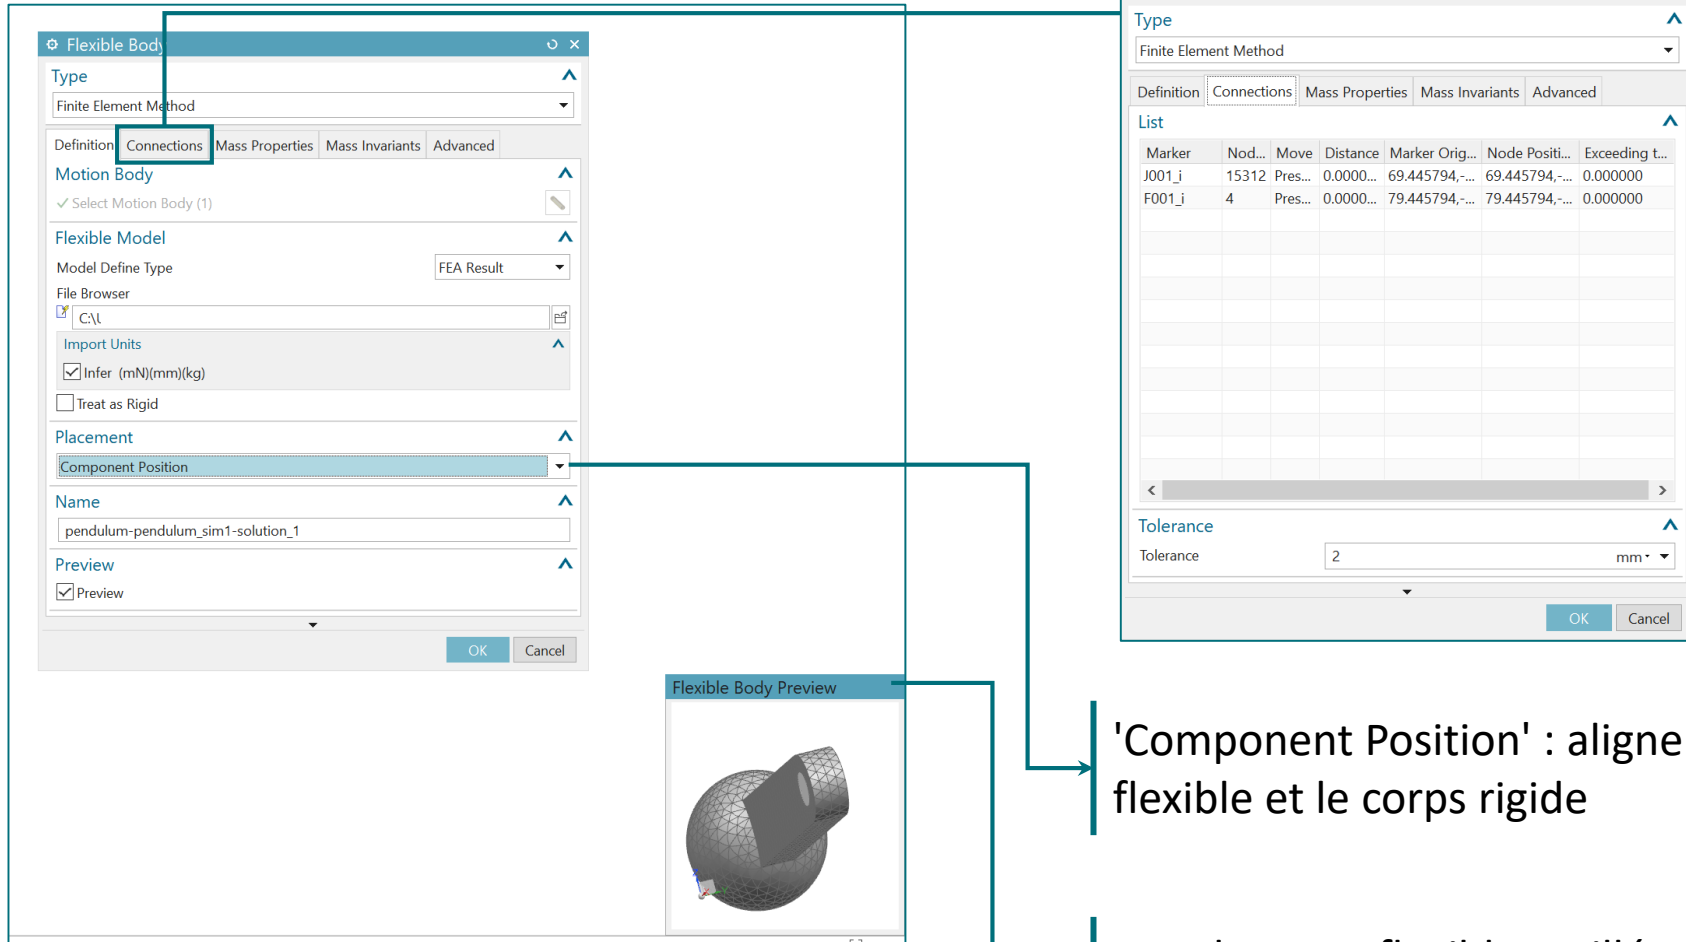 Flexible Body
Type
Finite Element Method
Definition Connections Mass Properties Mass Invariants Advanced
Motion Body
Select Motion Body (1)
Flexible Model
Model Define Type FEA Result
File Browser
C:\
Import Units
Infer (mN)(mm)(kg)
Treat as Rigid
Placement
Component Position
Name
pendulum-pendulum_sim1-solution_1
Preview
Preview
OK Cancel
Flexible Body Preview
Type
Finite Element Method
Definition Connections Mass Properties Mass Invariants Advanced
List
Marker Nod... Move Distance Marker Orig... Node Positi... Exceeding t...
J001_i 15312 Pres... 0.0000... 69.445794,-... 69.445794,-... 0.000000
F001_i 4 Pres... 0.0000... 79.445794,-... 79.445794,-... 0.000000
Tolerance
Tolerance 2 mm
OK Cancel
'Component Position' : aligne
flexible et le corps rigide